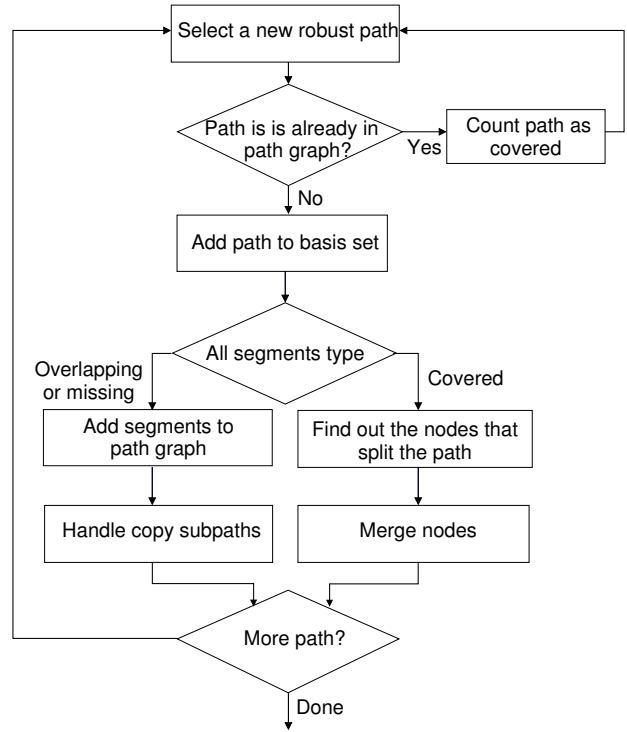 Select a new robust path
Path is is already in
path graph?
Yes
Count path as
covered
No
Add path to basis set
All segments type
Overlapping
or missing
Covered
Add segments to
path graph
Find out the nodes that
split the path
Handle copy subpaths
Merge nodes
More path?
Done